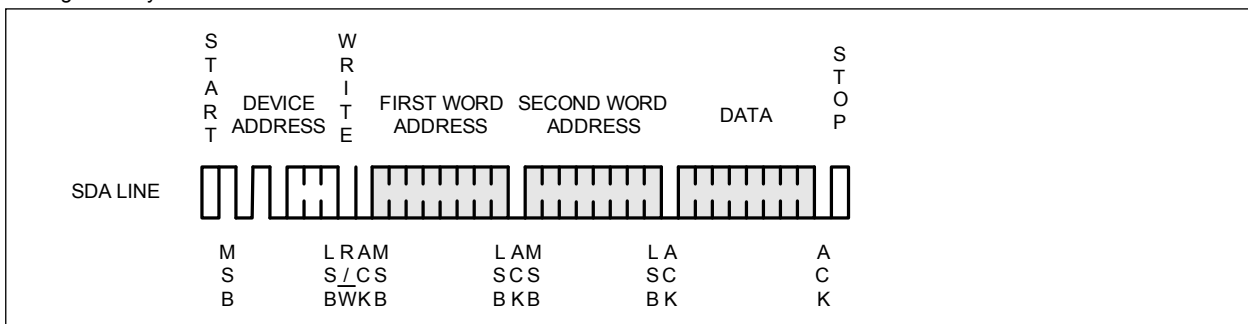 START
DEVICE
ADDRESS
WRITE
FIRST WORD
ADDRESS
SECOND WORD
ADDRESS
DATA
STOP
SDA LINE
MSB
LSB
R/W
ACK
MSB
LSB
ACK
MSB
LSB
ACK
ACK